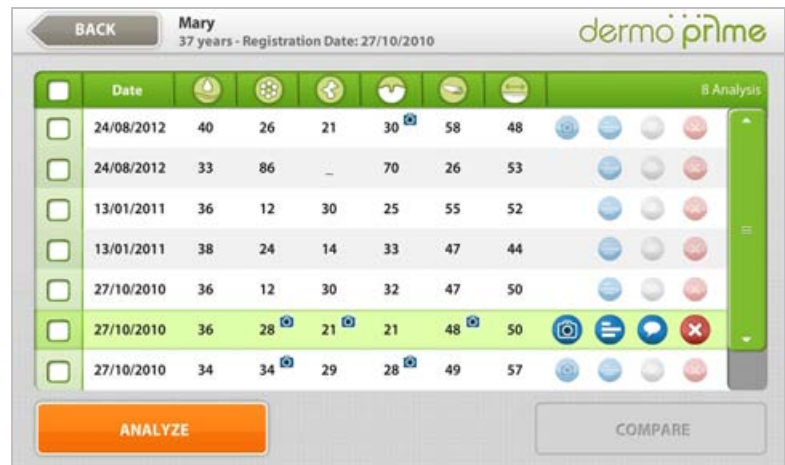 BACK
Mary
37 years - Registration Date: 27/10/2010
dermo prime
Date
8 Analysis
24/08/2012 40 26 21 30 58 48
24/08/2012 33 86 _ 70 26 53
13/01/2011 36 12 30 25 55 52
13/01/2011 38 24 14 33 47 44
27/10/2010 36 12 30 32 47 50
27/10/2010 36 28 21 21 48 50
27/10/2010 34 34 29 28 49 57
ANALYZE
COMPARE